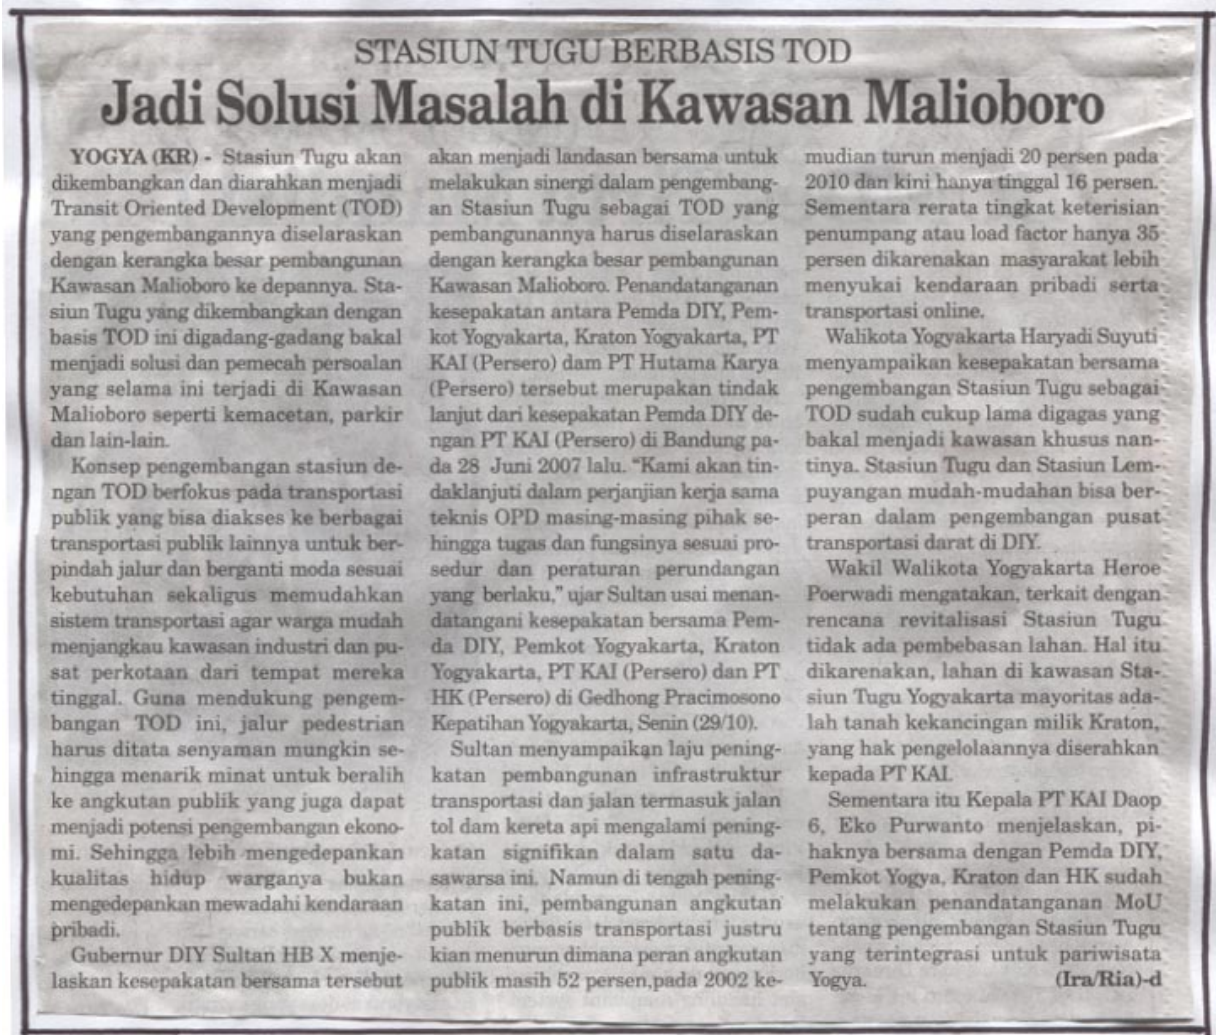 STASIUN TUGU BERBASIS TOD
Jadi Solusi Masalah di Kawasan Malioboro
YOGYA (KR) - Stasiun Tugu akan
dikembangkan dan diarahkan menjadi
Transit Oriented Development (TOD)
yang pengembangannya diselaraskan
dengan kerangka besar pembangunan
Kawasan Malioboro ke depannya. Sta-
siun Tugu yang dikembangkan dengan
basis TOD ini digadang-gadang bakal
menjadi solusi dan pemecah persoalan
yang selama ini terjadi di Kawasan
Malioboro seperti kemacetan, parkir
dan lain-lain.
Konsep pengembangan stasiun de-
ngan TOD berfokus pada transportasi
publik yang bisa diakses ke berbagai
transportasi publik lainnya untuk ber-
pindah jalur dan berganti moda sesuai
kebutuhan sekaligus memudahkan
sistem transportasi agar warga mudah
menjangkau kawasan industri dan pu-
sat perkotaan dari tempat mereka
tinggal. Guna mendukung pengem-
bangan TOD ini, jalur pedestrian
harus ditata senyaman mungkin se-
hingga menarik minat untuk beralih
ke angkutan publik yang juga dapat
menjadi potensi pengembangan ekono-
mi. Sehingga lebih mengedepankan
kualitas hidup warganya bukan
mengedepankan mewadahi kendaraan
pribadi.
Gubernur DIY Sultan HB X menje-
laskan kesepakatan bersama tersebut
akan menjadi landasan bersama untuk
melakukan sinergi dalam pengembang-
an Stasiun Tugu sebagai TOD yang
pembangunannya harus diselaraskan
dengan kerangka besar pembangunan
Kawasan Malioboro. Penandatanganan
kesepakatan antara Pemda DIY, Pem-
kot Yogyakarta, Kraton Yogyakarta, PT
KAI (Persero) dam PT Hutama Karya
(Persero) tersebut merupakan tindak
lanjut dari kesepakatan Pemda DIY de-
ngan PT KAI (Persero) di Bandung pa-
da 28 Juni 2007 lalu. "Kami akan tin-
daklanjuti dalam perjanjian kerja sama
teknis OPD masing-masing pihak se-
hingga tugas dan fungsinya sesuai pro-
sedur dan peraturan perundangan
yang berlaku," ujar Sultan usai menan-
datangani kesepakatan bersama Pem-
da DIY, Pemkot Yogyakarta, Kraton
Yogyakarta, PT KAI (Persero) dan PT
HK (Persero) di Gedhong Pracimosono
Kepatihan Yogyakarta, Senin (29/10).
Sultan menyampaikan laju pening-
katan pembangunan infrastruktur
transportasi dan jalan termasuk jalan
tol dam kereta api mengalami pening-
katan signifikan dalam satu da-
sawarsa ini. Namun di tengah pening-
katan ini, pembangunan angkutan
publik berbasis transportasi justru
kian menurun dimana peran angkutan
publik masih 52 persen,pada 2002 ke-
mudian turun menjadi 20 persen pada
2010 dan kini hanya tinggal 16 persen.
Sementara rerata tingkat keterisian
penumpang atau load factor hanya 35
persen dikarenakan masyarakat lebih
menyukai kendaraan pribadi serta
transportasi online.
Walikota Yogyakarta Haryadi Suyuti
menyampaikan kesepakatan bersama
pengembangan Stasiun Tugu sebagai
TOD sudah cukup lama digagas yang
bakal menjadi kawasan khusus nan-
tinya. Stasiun Tugu dan Stasiun Lem-
puyangan mudah-mudahan bisa ber-
peran dalam pengembangan pusat
transportasi darat di DIY.
Wakil Walikota Yogyakarta Heroe
Poerwadi mengatakan, terkait dengan
rencana revitalisasi Stasiun Tugu
tidak ada pembebasan lahan. Hal itu
dikarenakan, lahan di kawasan Sta-
siun Tugu Yogyakarta mayoritas ada-
lah tanah kekancingan milik Kraton,
yang hak pengelolaannya diserahkan
kepada PT KAI.
Sementara itu Kepala PT KAI Daop
6, Eko Purwanto menjelaskan, pi-
haknya bersama dengan Pemda DIY,
Pemkot Yogya, Kraton dan HK sudah
melakukan penandatanganan MoU
tentang pengembangan Stasiun Tugu
yang terintegrasi untuk pariwisata
Yogya. (Ira/Ria)-d